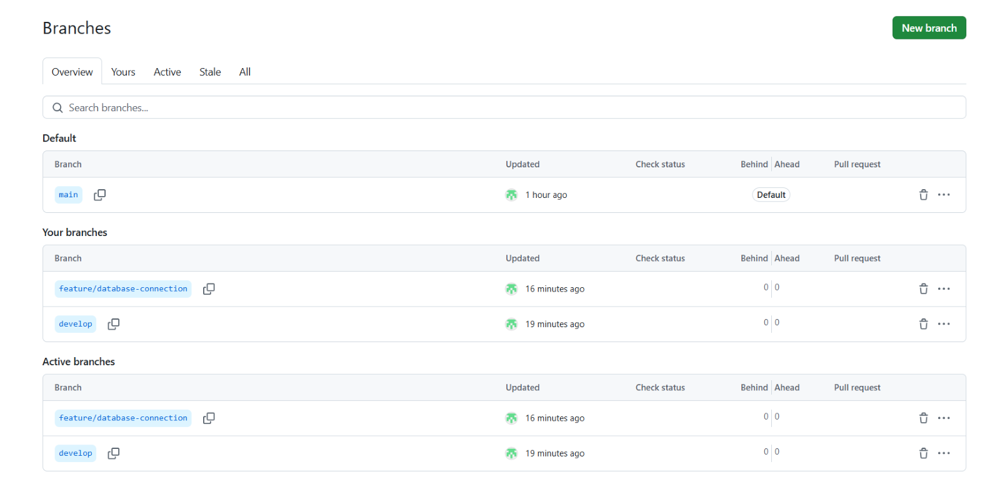 Branches
New branch
Overview Yours Active Stale All
Search branches...
Default
Branch Updated Check status Behind Ahead Pull request
main 1 hour ago Default
Your branches
Branch Updated Check status Behind Ahead Pull request
feature/database-connection 16 minutes ago 0 0
develop 19 minutes ago 0 0
Active branches
Branch Updated Check status Behind Ahead Pull request
feature/database-connection 16 minutes ago 0 0
develop 19 minutes ago 0 0